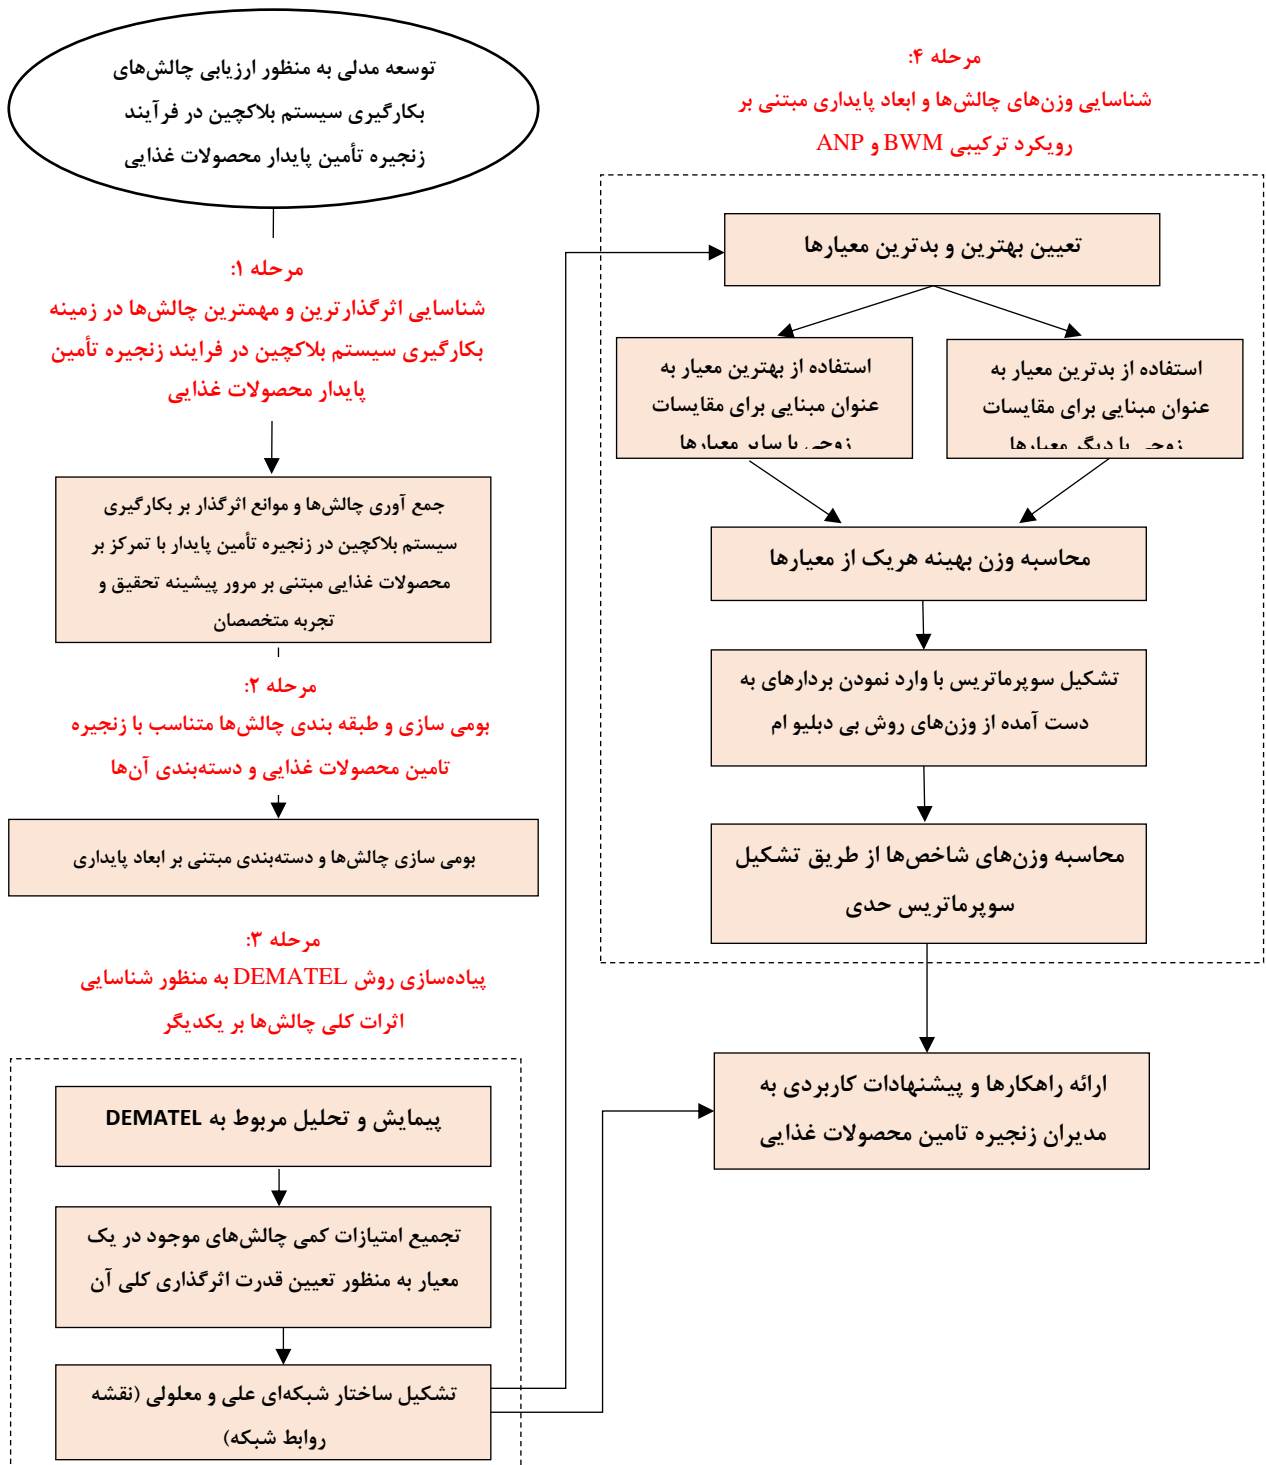 توسعه مدلی به منظور ارزیابی چالش‌های
بکارگیری سیستم بلاکچین در فرآیند
زنجیره تأمین پایدار محصولات غذایی
مرحله ۱:
شناسایی اثرگذارترین و مهمترین چالش‌ها در زمینه
بکارگیری سیستم بلاکچین در فرایند زنجیره تأمین
پایدار محصولات غذایی
جمع آوری چالش‌ها و موانع اثرگذار بر بکارگیری
سیستم بلاکچین در زنجیره تأمین پایدار با تمرکز بر
محصولات غذایی مبتنی بر مرور پیشینه تحقیق و
تجربه متخصصان
مرحله ۲:
بومی سازی و طبقه بندی چالش‌ها متناسب با زنجیره
تامین محصولات غذایی و دسته‌بندی آن‌ها
بومی سازی چالش‌ها و دسته‌بندی مبتنی بر ابعاد پایداری
مرحله ۳:
پیاده‌سازی روش DEMATEL به منظور شناسایی
اثرات کلی چالش‌ها بر یکدیگر
پیمایش و تحلیل مربوط به DEMATEL
تجمیع امتیازات کمی چالش‌های موجود در یک
معیار به منظور تعیین قدرت اثرگذاری کلی آن
تشکیل ساختار شبکه‌ای علی و معلولی (نقشه
روابط شبکه)
مرحله ۴:
شناسایی وزن‌های چالش‌ها و ابعاد پایداری مبتنی بر
رویکرد ترکیبی BWM و ANP
تعیین بهترین و بدترین معیارها
استفاده از بهترین معیار به
عنوان مبنایی برای مقایسات
زوجی با سایر معیارها
استفاده از بدترین معیار به
عنوان مبنایی برای مقایسات
زوجی با دیگر معیارها
محاسبه وزن بهینه هریک از معیارها
تشکیل سوپرماتریس با وارد نمودن بردارهای به
دست آمده از وزن‌های روش بی دبلیو ام
محاسبه وزن‌های شاخص‌ها از طریق تشکیل
سوپرماتریس حدی
ارائه راهکارها و پیشنهادات کاربردی به
مدیران زنجیره تامین محصولات غذایی